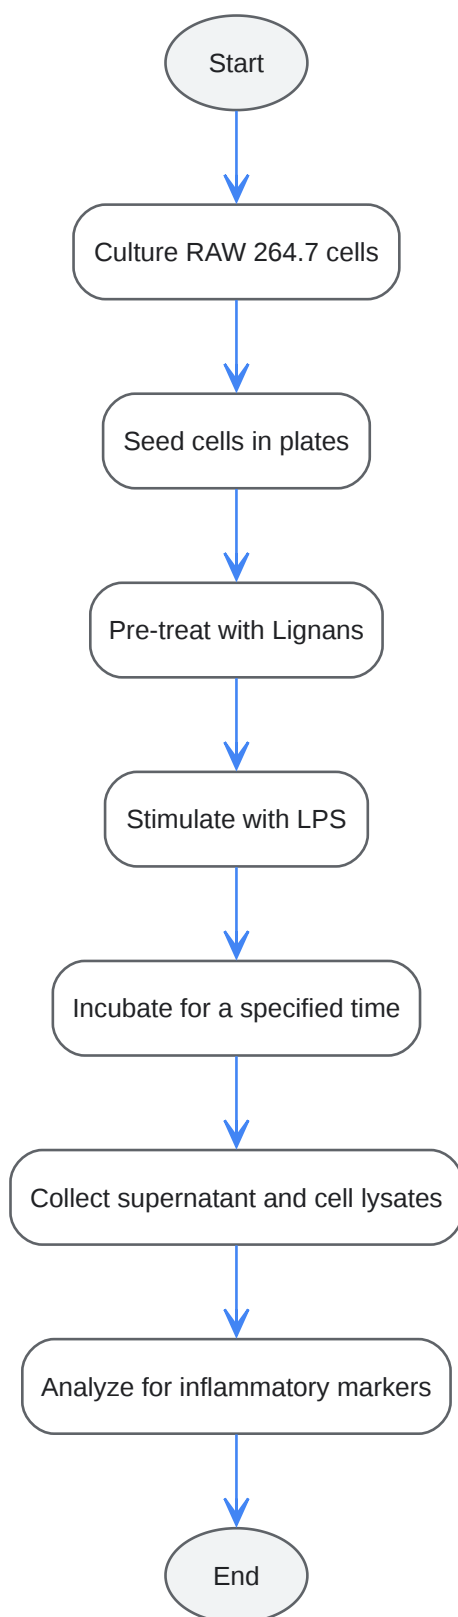 Start
Culture RAW 264.7 cells
Seed cells in plates
Pre-treat with Lignans
Stimulate with LPS
Incubate for a specified time
Collect supernatant and cell lysates
Analyze for inflammatory markers
End